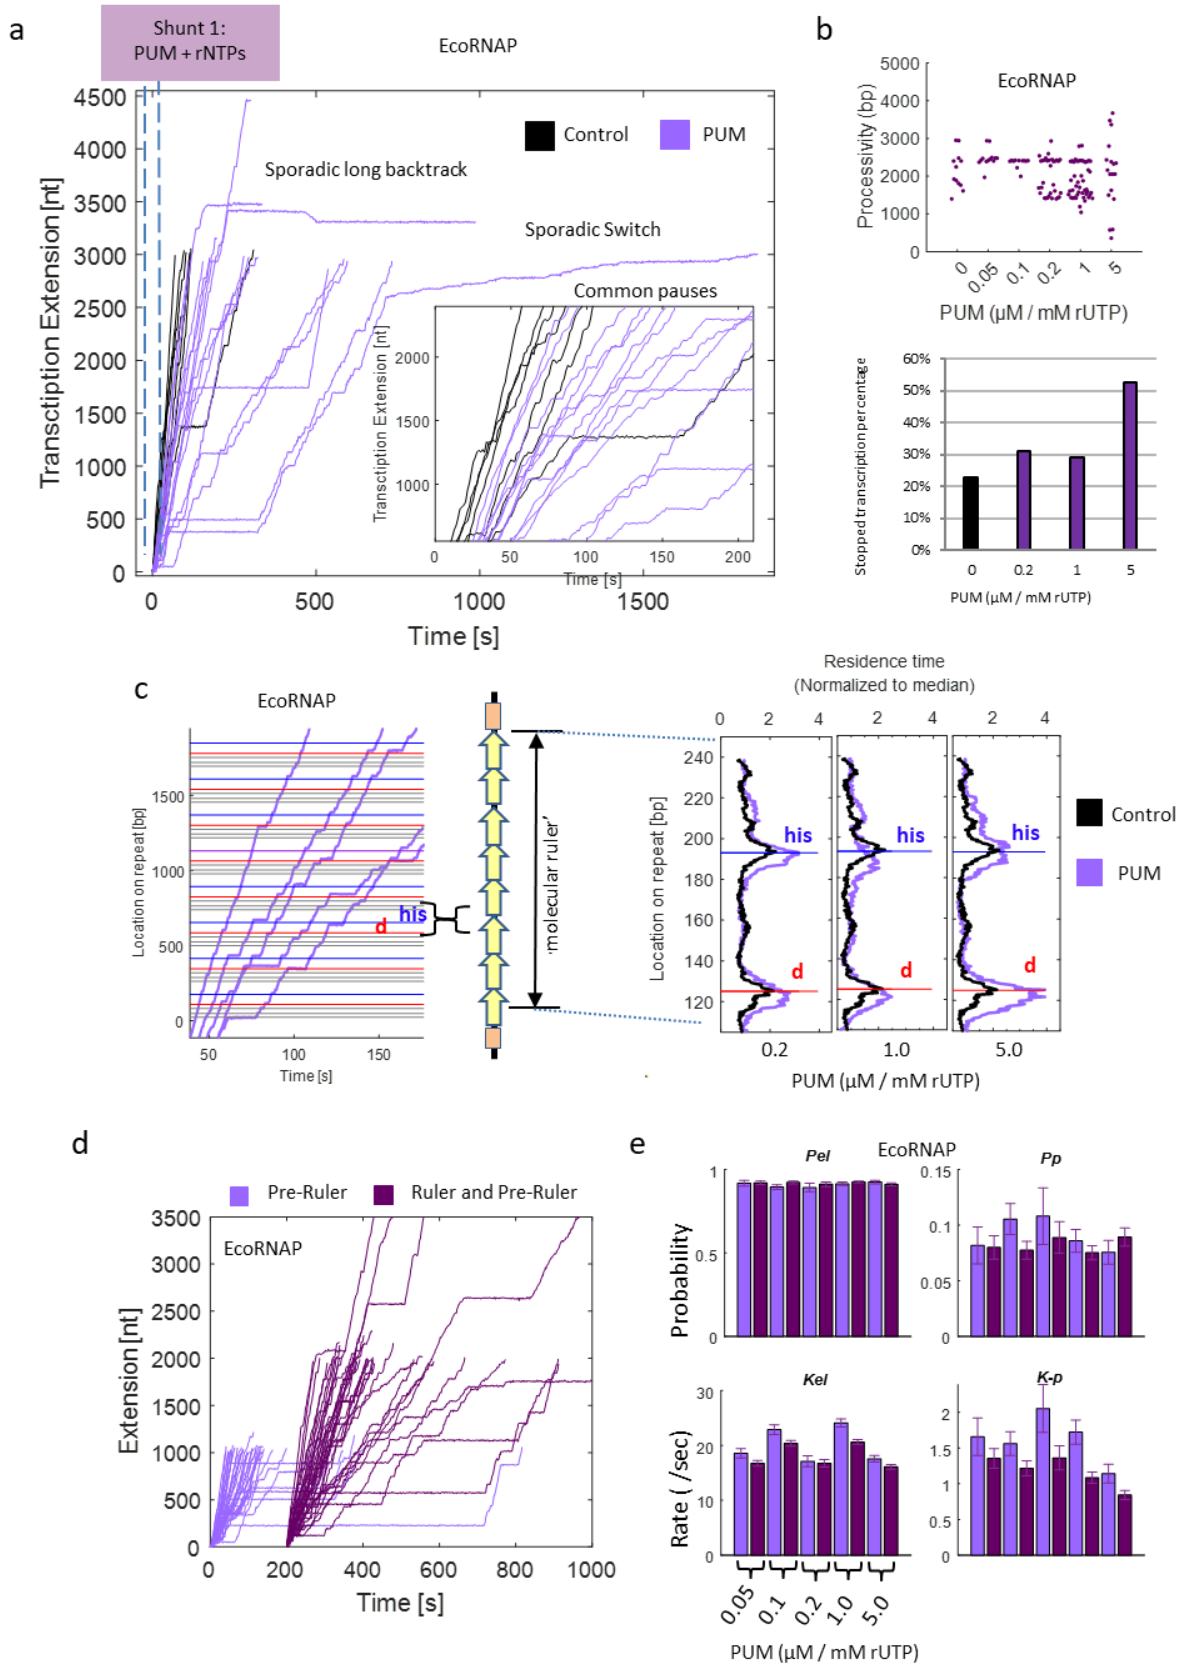 a
Shunt 1:
PUM + rNTPs
EcoRNAP
4500
4000
3500
3000
2500
2000
1500
1000
500
0
Transctiption Extension [nt]
Control
PUM
Sporadic long backtrack
Sporadic Switch
Common pauses
Transctiption Extension [nt]
2000
1500
1000
0 50 100 150 200
Time [s]
0 500 1000 1500
Time [s]
b
EcoRNAP
Processivity (bp)
5000
4000
3000
2000
1000
0
0 0.05 0.1 0.2 1 5
PUM (μM / mM rUTP)
Stopped transcription percentage
60%
50%
40%
30%
20%
10%
0%
0 0.2 1 5
PUM (μM / mM rUTP)
c
EcoRNAP
Location on repeat [bp]
1500
1000
500
0
his
d
50 100 150
Time [s]
'molecular ruler'
Residence time
(Normalized to median)
0 2 4 2 4 2 4
Location on repeat [bp]
240
220
200
180
160
140
120
his his his
d d d
0.2 1.0 5.0
PUM (μM / mM rUTP)
Control
PUM
d
Pre-Ruler Ruler and Pre-Ruler
EcoRNAP
Extension [nt]
3500
3000
2500
2000
1500
1000
500
0
0 200 400 600 800 1000
Time [s]
e
EcoRNAP
Pel
Probability
1
0.5
0
Pp
0.15
0.1
0.05
0
Kel
Rate ( /sec)
30
20
10
0
K-p
2
1.5
1
0.5
0
0.05 0.1 0.2 1.0 5.0
PUM (μM / mM rUTP)